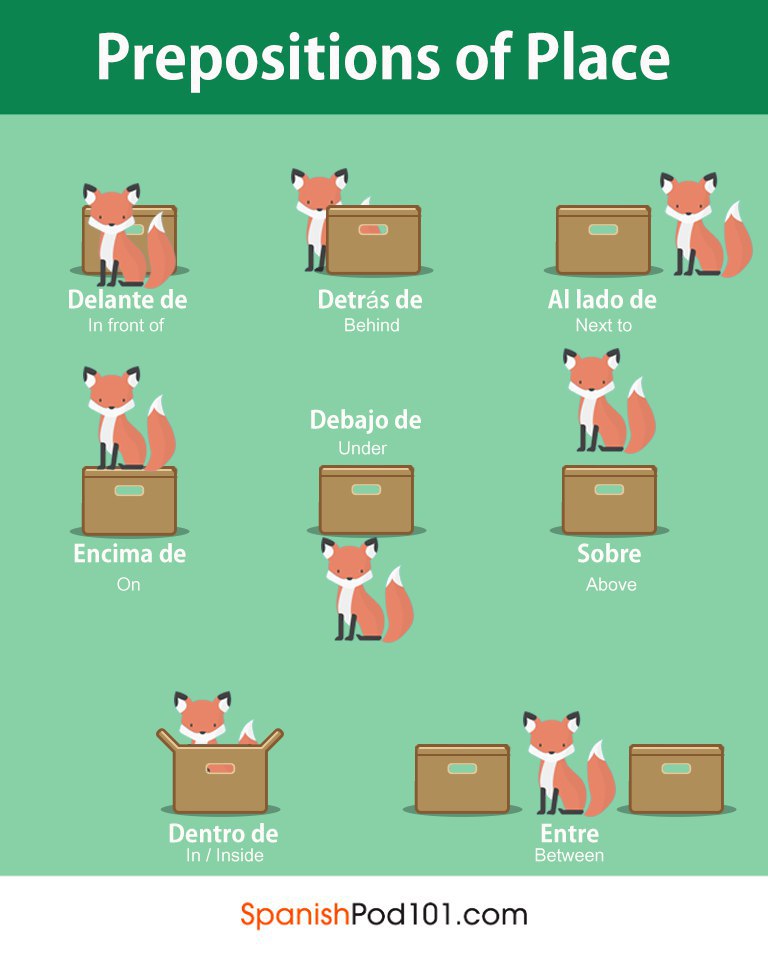 Prepositions of Place
Delante de
In front of
Detrás de
Behind
Al lado de
Next to
Encima de
On
Debajo de
Under
Sobre
Above
Dentro de
In / Inside
Entre
Between
SpanishPod101.com